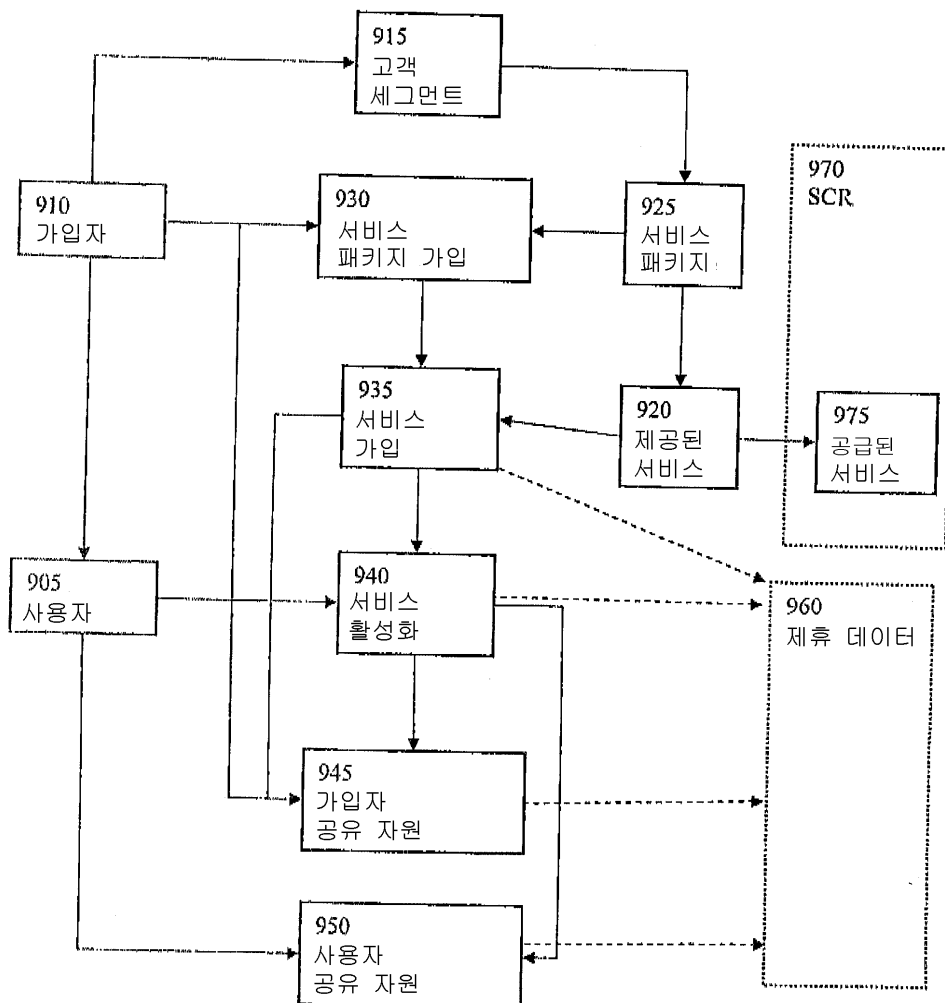 915
고객
세그먼트
970
SCR
910
가입자
930
서비스
패키지 가입
925
서비스
패키지
935
서비스
가입
920
제공된
서비스
975
공급된
서비스
905
사용자
940
서비스
활성화
960
제휴 데이터
945
가입자
공유 자원
950
사용자
공유 자원